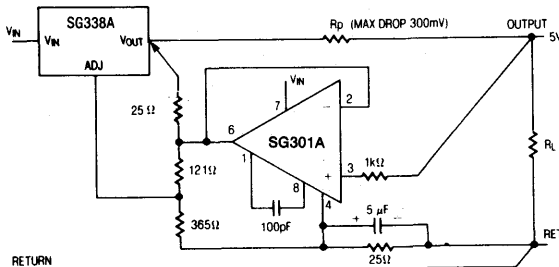 SG338A
Rp (MAX DROP 300mV)
OUTPUT
VIN
VIN
VOUT
5V
ADJ
VIN
7
2
25 Ω
6
SG301A
RL
1
121Ω
8
3
1kΩ
4
100pF
5 µF
365Ω
25Ω
RET
RETURN